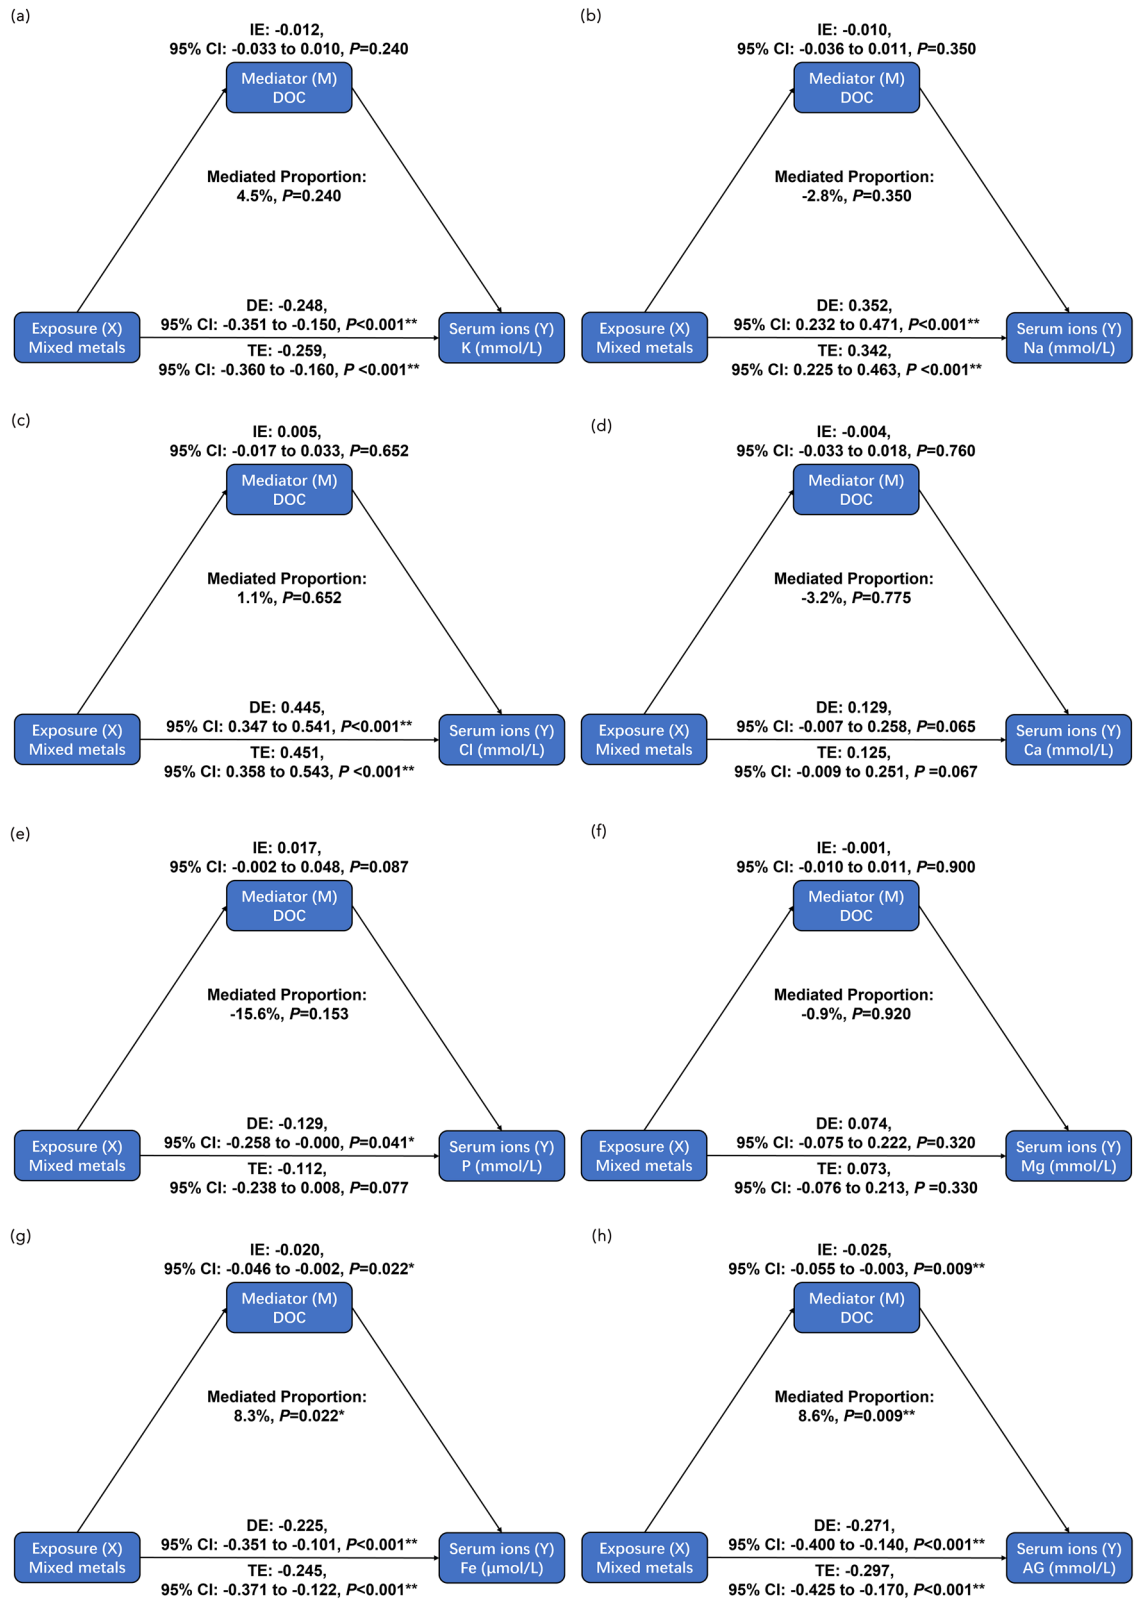 (a)
IE: -0.012,
95% CI: -0.033 to 0.010, P=0.240
Mediator (M)
DOC
Mediated Proportion:
4.5%, P=0.240
DE: -0.248,
95% CI: -0.351 to -0.150, P<0.001**
Exposure (X)
Mixed metals
Serum ions (Y)
K (mmol/L)
TE: -0.259,
95% CI: -0.360 to -0.160, P <0.001**
(b)
IE: -0.010,
95% CI: -0.036 to 0.011, P=0.350
Mediator (M)
DOC
Mediated Proportion:
-2.8%, P=0.350
DE: 0.352,
95% CI: 0.232 to 0.471, P<0.001**
Exposure (X)
Mixed metals
Serum ions (Y)
Na (mmol/L)
TE: 0.342,
95% CI: 0.225 to 0.463, P <0.001**
(c)
IE: 0.005,
95% CI: -0.017 to 0.033, P=0.652
Mediator (M)
DOC
Mediated Proportion:
1.1%, P=0.652
DE: 0.445,
95% CI: 0.347 to 0.541, P<0.001**
Exposure (X)
Mixed metals
Serum ions (Y)
Cl (mmol/L)
TE: 0.451,
95% CI: 0.358 to 0.543, P <0.001**
(d)
IE: -0.004,
95% CI: -0.033 to 0.018, P=0.760
Mediator (M)
DOC
Mediated Proportion:
-3.2%, P=0.775
DE: 0.129,
95% CI: -0.007 to 0.258, P=0.065
Exposure (X)
Mixed metals
Serum ions (Y)
Ca (mmol/L)
TE: 0.125,
95% CI: -0.009 to 0.251, P =0.067
(e)
IE: 0.017,
95% CI: -0.002 to 0.048, P=0.087
Mediator (M)
DOC
Mediated Proportion:
-15.6%, P=0.153
DE: -0.129,
95% CI: -0.258 to -0.000, P=0.041*
Exposure (X)
Mixed metals
Serum ions (Y)
P (mmol/L)
TE: -0.112,
95% CI: -0.238 to 0.008, P=0.077
(f)
IE: -0.001,
95% CI: -0.010 to 0.011, P=0.900
Mediator (M)
DOC
Mediated Proportion:
-0.9%, P=0.920
DE: 0.074,
95% CI: -0.075 to 0.222, P=0.320
Exposure (X)
Mixed metals
Serum ions (Y)
Mg (mmol/L)
TE: 0.073,
95% CI: -0.076 to 0.213, P =0.330
(g)
IE: -0.020,
95% CI: -0.046 to -0.002, P=0.022*
Mediator (M)
DOC
Mediated Proportion:
8.3%, P=0.022*
DE: -0.225,
95% CI: -0.351 to -0.101, P<0.001**
Exposure (X)
Mixed metals
Serum ions (Y)
Fe (μmol/L)
TE: -0.245,
95% CI: -0.371 to -0.122, P<0.001**
(h)
IE: -0.025,
95% CI: -0.055 to -0.003, P=0.009**
Mediator (M)
DOC
Mediated Proportion:
8.6%, P=0.009**
DE: -0.271,
95% CI: -0.400 to -0.140, P<0.001**
Exposure (X)
Mixed metals
Serum ions (Y)
AG (mmol/L)
TE: -0.297,
95% CI: -0.425 to -0.170, P<0.001**